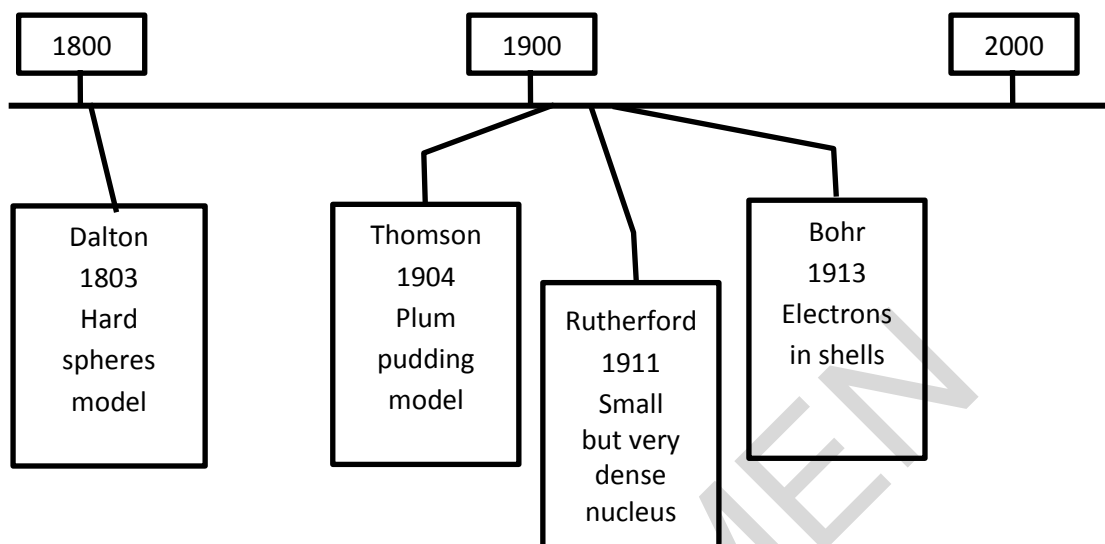 1800
1900
2000
Dalton
1803
Hard
spheres
model
Thomson
1904
Plum
pudding
model
Rutherford
1911
Small
but very
dense
nucleus
Bohr
1913
Electrons
in shells
MEN